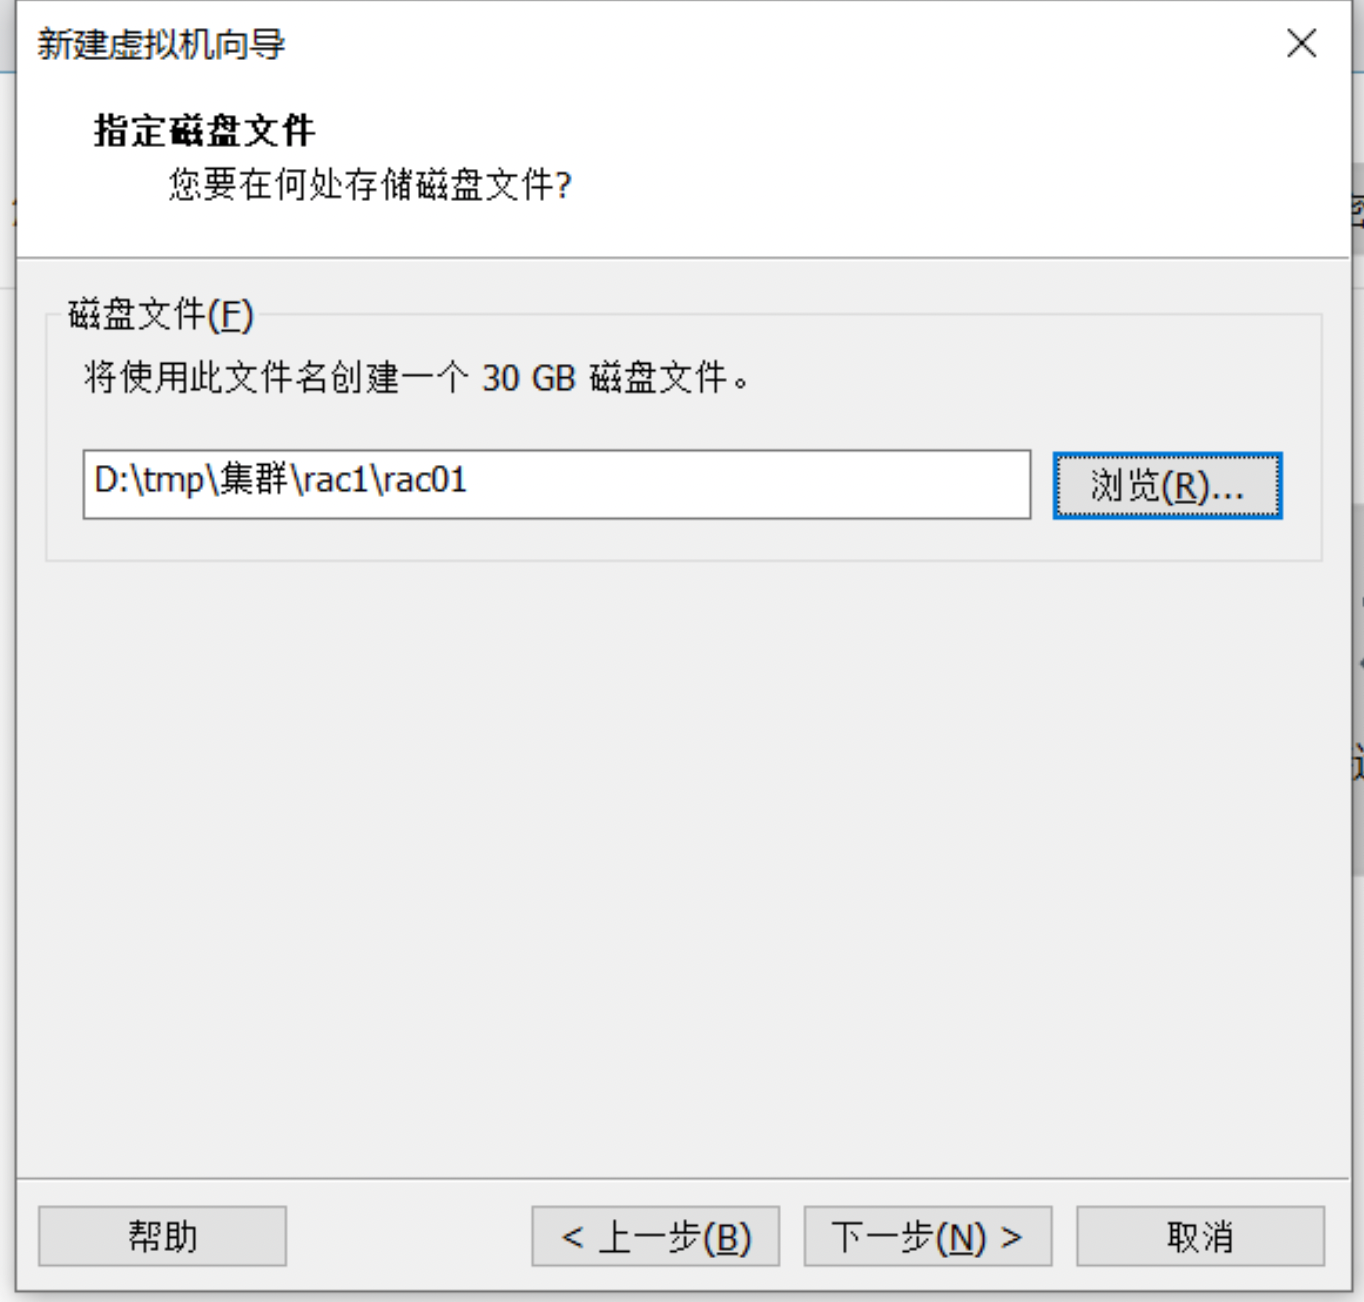 新建虚拟机向导
指定磁盘文件
您要在何处存储磁盘文件?
磁盘文件(F)
将使用此文件名创建一个 30 GB 磁盘文件。
D:\tmp\集群\rac1\rac01
浏览(R)...
帮助
< 上一步(B)
下一步(N) >
取消